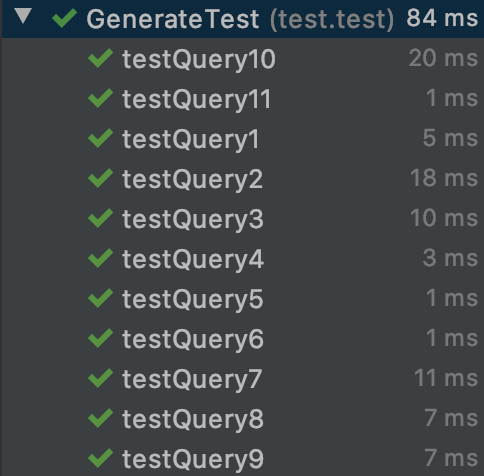 GenerateTest (test.test) 84 ms
testQuery10 20 ms
testQuery11 1 ms
testQuery1 5 ms
testQuery2 18 ms
testQuery3 10 ms
testQuery4 3 ms
testQuery5 1 ms
testQuery6 1 ms
testQuery7 11 ms
testQuery8 7 ms
testQuery9 7 ms